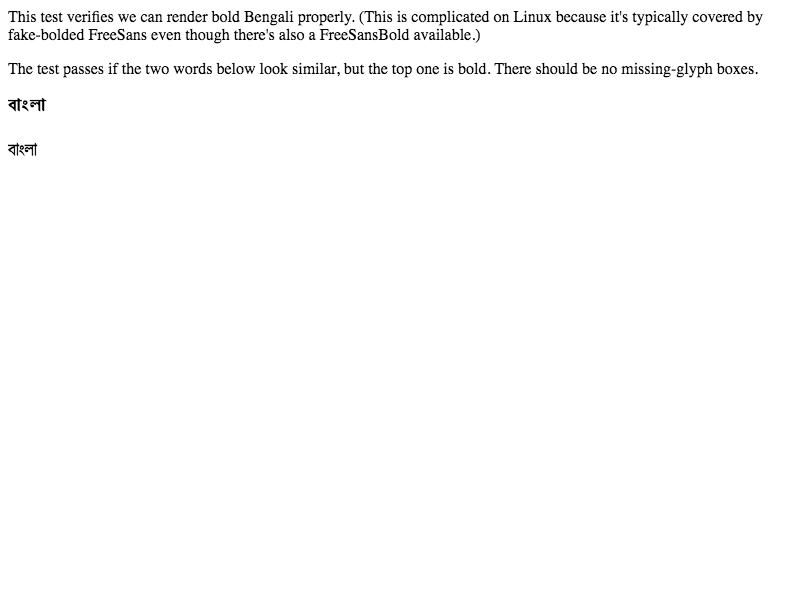 This test verifies we can render bold Bengali properly. (This is complicated on Linux because it's typically covered by
fake-bolded FreeSans even though there's also a FreeSansBold available.)
The test passes if the two words below look similar, but the top one is bold. There should be no missing-glyph boxes.
বাংলা
বাংলা